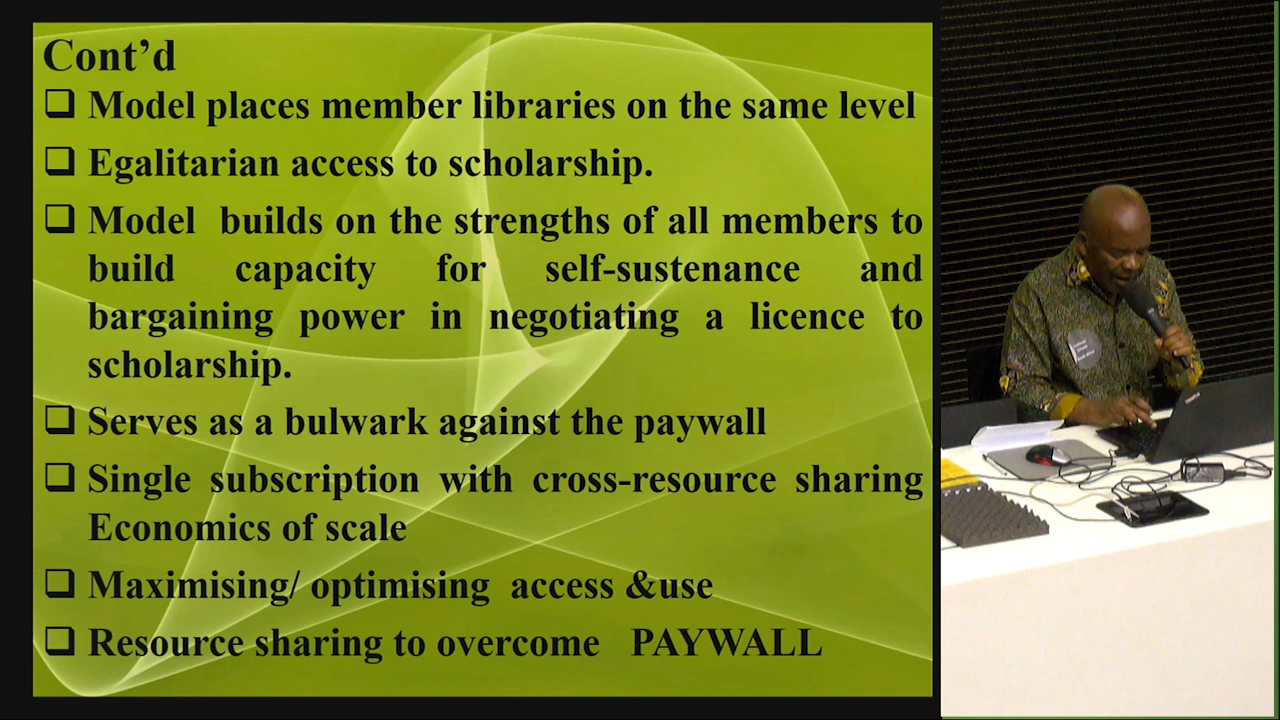 Cont’d
❑ Model places member libraries on the same level
❑ Egalitarian access to scholarship.
❑ Model builds on the strengths of all members to
build capacity for self-sustenance and
bargaining power in negotiating a licence to
scholarship.
❑ Serves as a bulwark against the paywall
❑ Single subscription with cross-resource sharing
Economics of scale
❑ Maximising/ optimising access &use
❑ Resource sharing to overcome PAYWALL